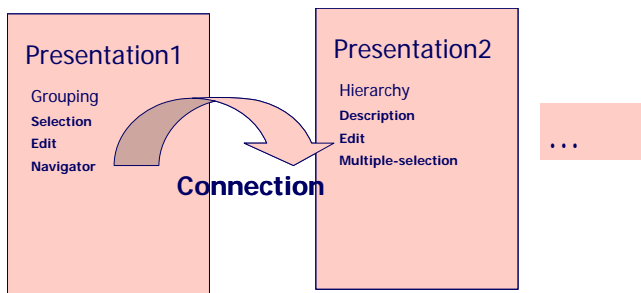 Presentation1
Grouping
Selection
Edit
Navigator
Connection
Presentation2
Hierarchy
Description
Edit
Multiple-selection
...